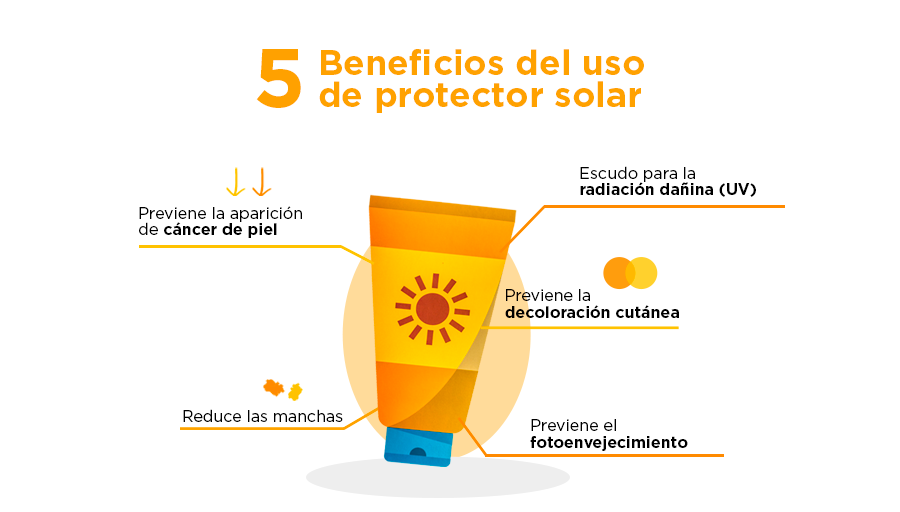 5 Beneficios del uso
de protector solar
Escudo para la
radiación dañina (UV)
Previene la aparición
de cáncer de piel
Previene la
decoloración cutánea
Reduce las manchas
Previene el
fotoenvejecimiento